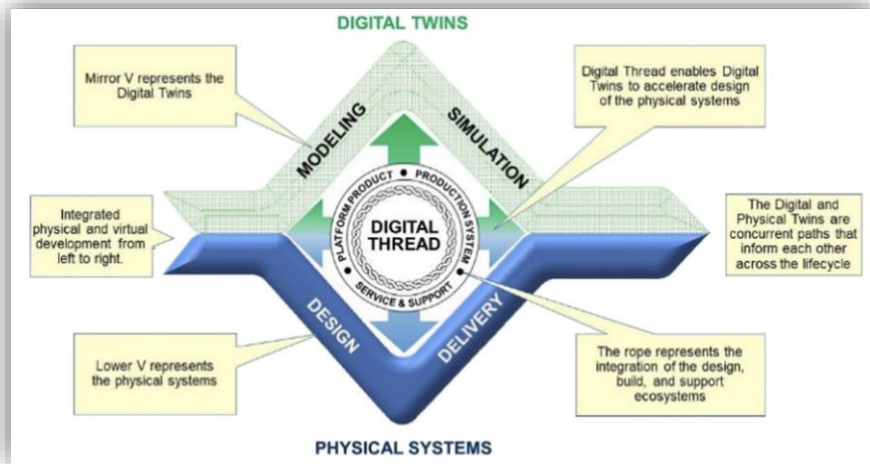 DIGITAL TWINS
Mirror V represents the
Digital Twins
Digital Thread enables Digital
Twins to accelerate design
of the physical systems
MODELING
SIMULATION
Integrated
physical and virtual
development from
left to right.
PLATFORM PRODUCT • PRODUCTION SYSTEM • SERVICE & SUPPORT •
DIGITAL
THREAD
The Digital and
Physical Twins are
concurrent paths that
inform each other
across the lifecycle
DESIGN
DELIVERY
Lower V represents
the physical systems
The rope represents the
integration of the design,
build, and support
ecosystems
PHYSICAL SYSTEMS